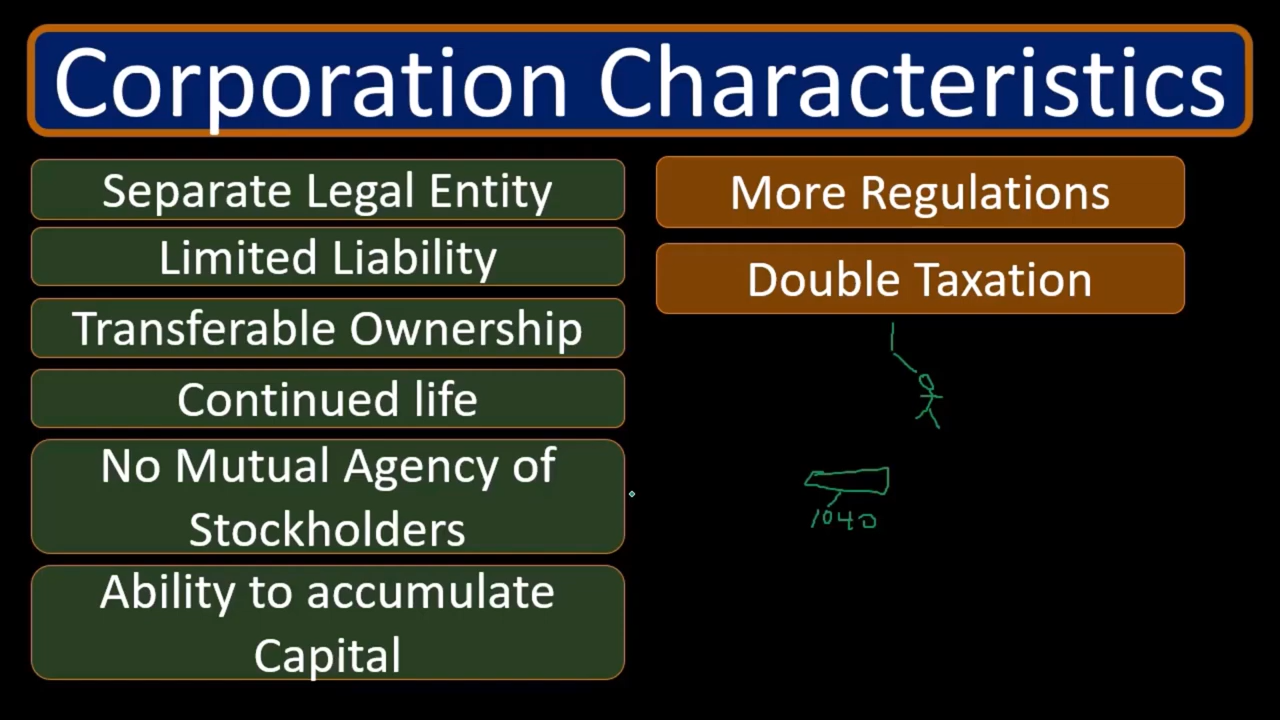 Corporation Characteristics
Separate Legal Entity
Limited Liability
Transferable Ownership
Continued life
No Mutual Agency of
Stockholders
Ability to accumulate
Capital
More Regulations
Double Taxation
1040